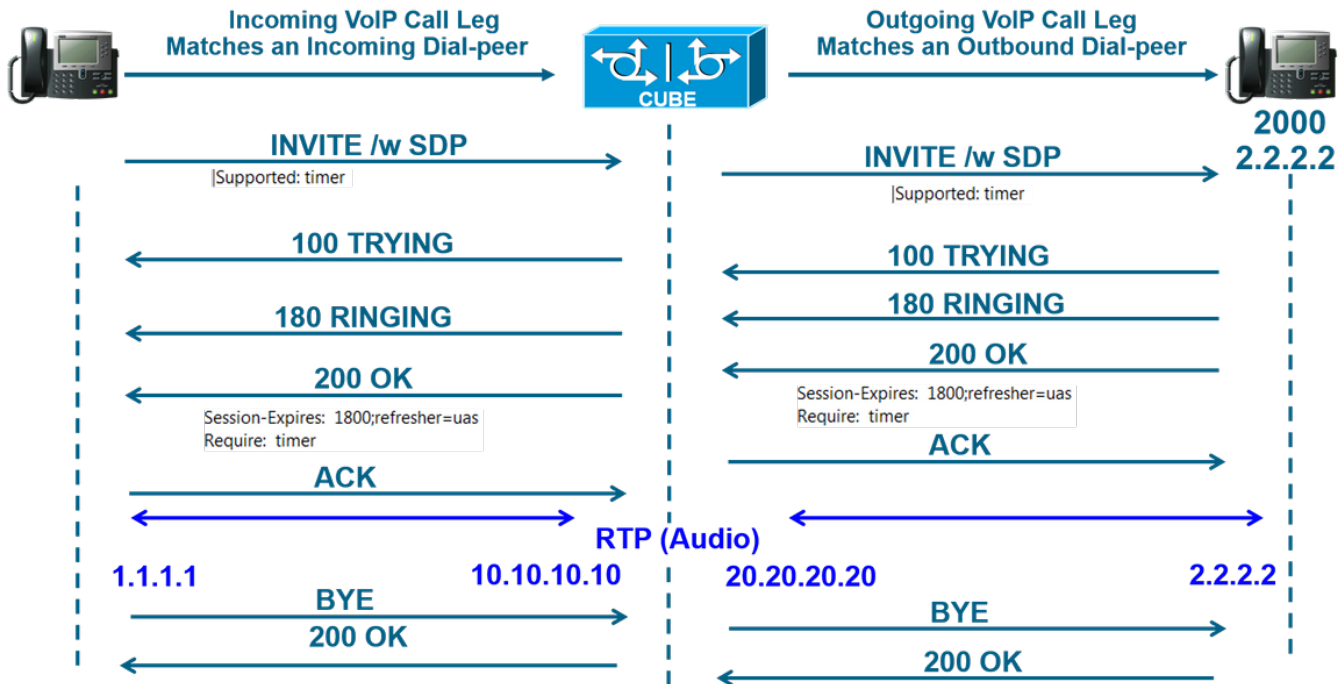 Incoming VoIP Call Leg
Matches an Incoming Dial-peer
Outgoing VoIP Call Leg
Matches an Outbound Dial-peer
CUBE
2000
2.2.2.2
INVITE /w SDP
|Supported: timer
INVITE /w SDP
|Supported: timer
100 TRYING
100 TRYING
180 RINGING
180 RINGING
200 OK
Session-Expires: 1800;refresher=uas
Require: timer
200 OK
Session-Expires: 1800;refresher=uas
Require: timer
ACK
ACK
RTP (Audio)
1.1.1.1
10.10.10.10
20.20.20.20
2.2.2.2
BYE
BYE
200 OK
200 OK